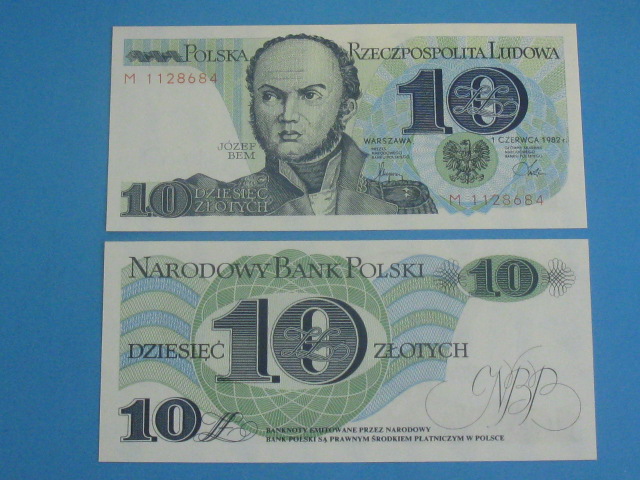 POLSKA RZECZPOSPOLITA LUDOWA
M 1128684
10
JÓZEF
BEM
WARSZAWA 1 CZERWCA 1982 r.
10 DZIESIĘĆ
ZŁOTYCH
M 1128684
NARODOWY BANK POLSKI 10
DZIESIĘĆ 10 ZŁOTYCH
NBP
10 ZŁ
BANKNOTY EMITOWANE PRZEZ NARODOWY
BANK POLSKI SĄ PRAWNYM ŚRODKIEM PŁATNICZYM W POLSCE